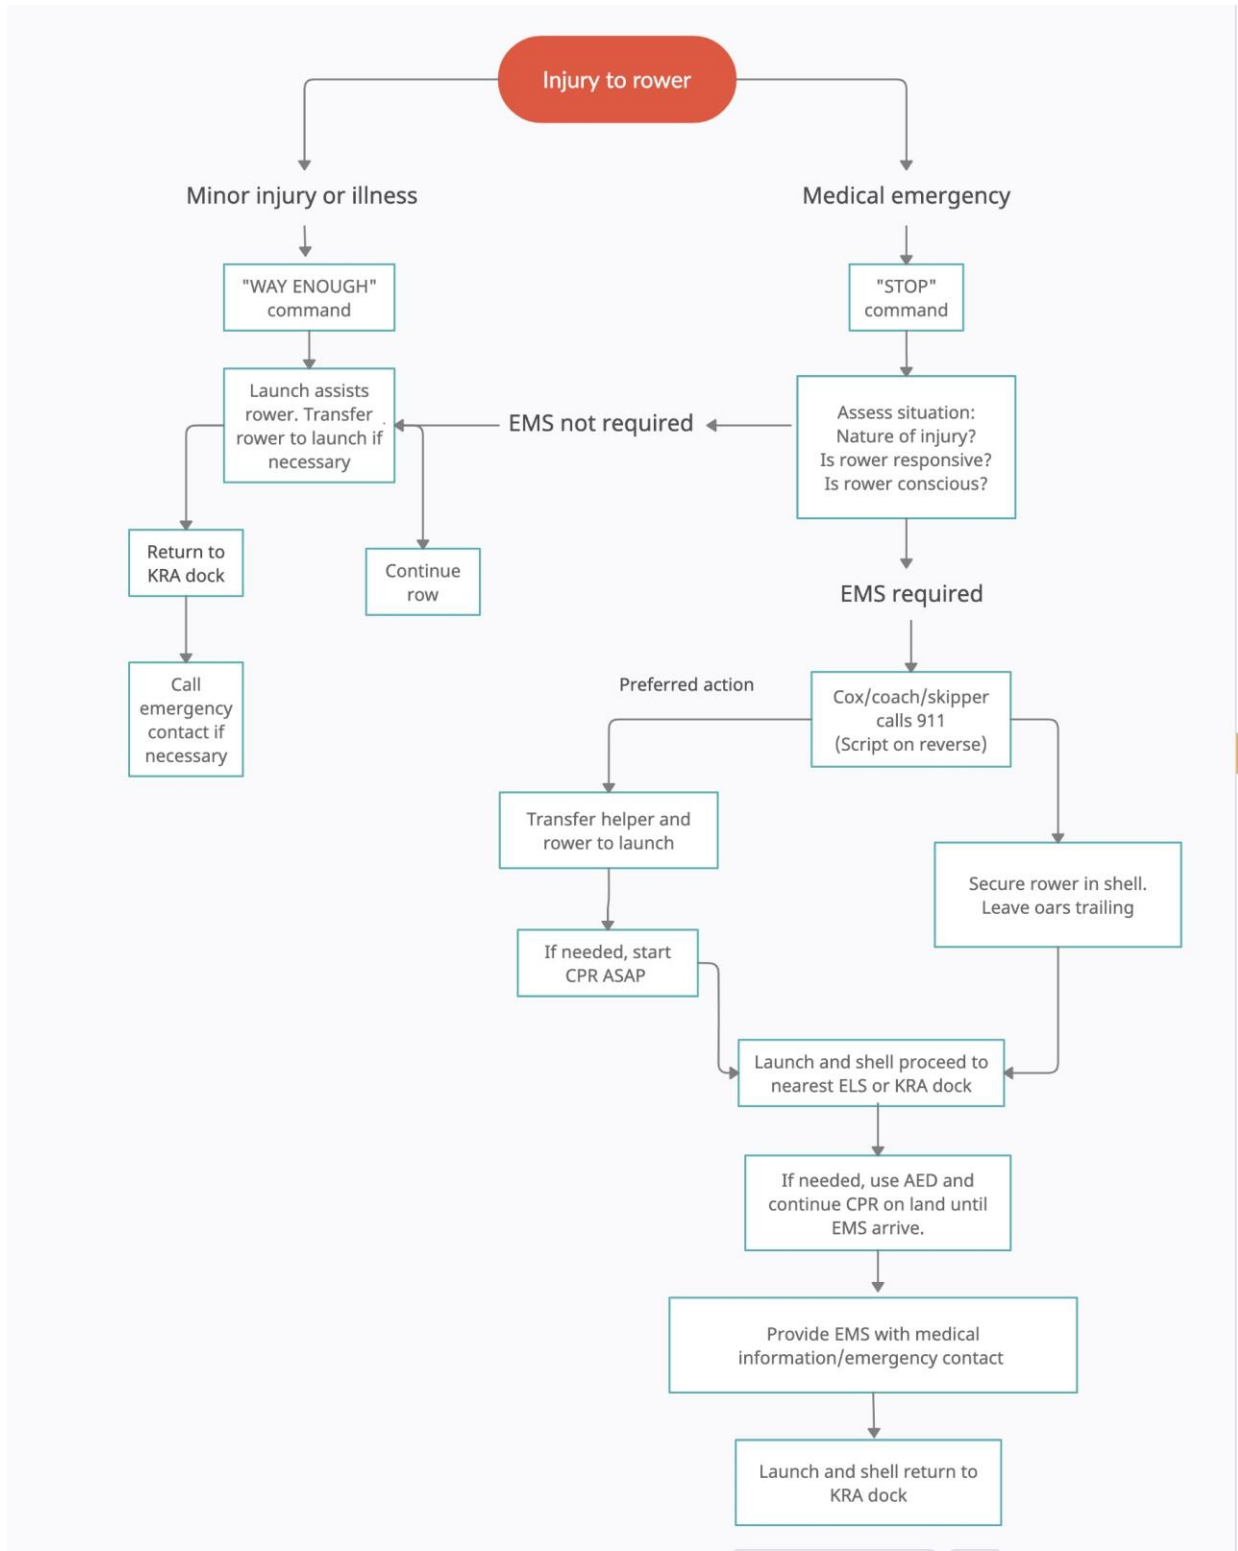 Injury to rower
Minor injury or illness
Medical emergency
"WAY ENOUGH"
command
"STOP"
command
Launch assists
rower. Transfer
rower to launch if
necessary
EMS not required
Assess situation:
Nature of injury?
Is rower responsive?
Is rower conscious?
Return to
KRA dock
Continue
row
EMS required
Call
emergency
contact if
necessary
Preferred action
Cox/coach/skipper
calls 911
(Script on reverse)
Transfer helper and
rower to launch
Secure rower in shell.
Leave oars trailing
If needed, start
CPR ASAP
Launch and shell proceed to
nearest ELS or KRA dock
If needed, use AED and
continue CPR on land until
EMS arrive.
Provide EMS with medical
information/emergency contact
Launch and shell return to
KRA dock